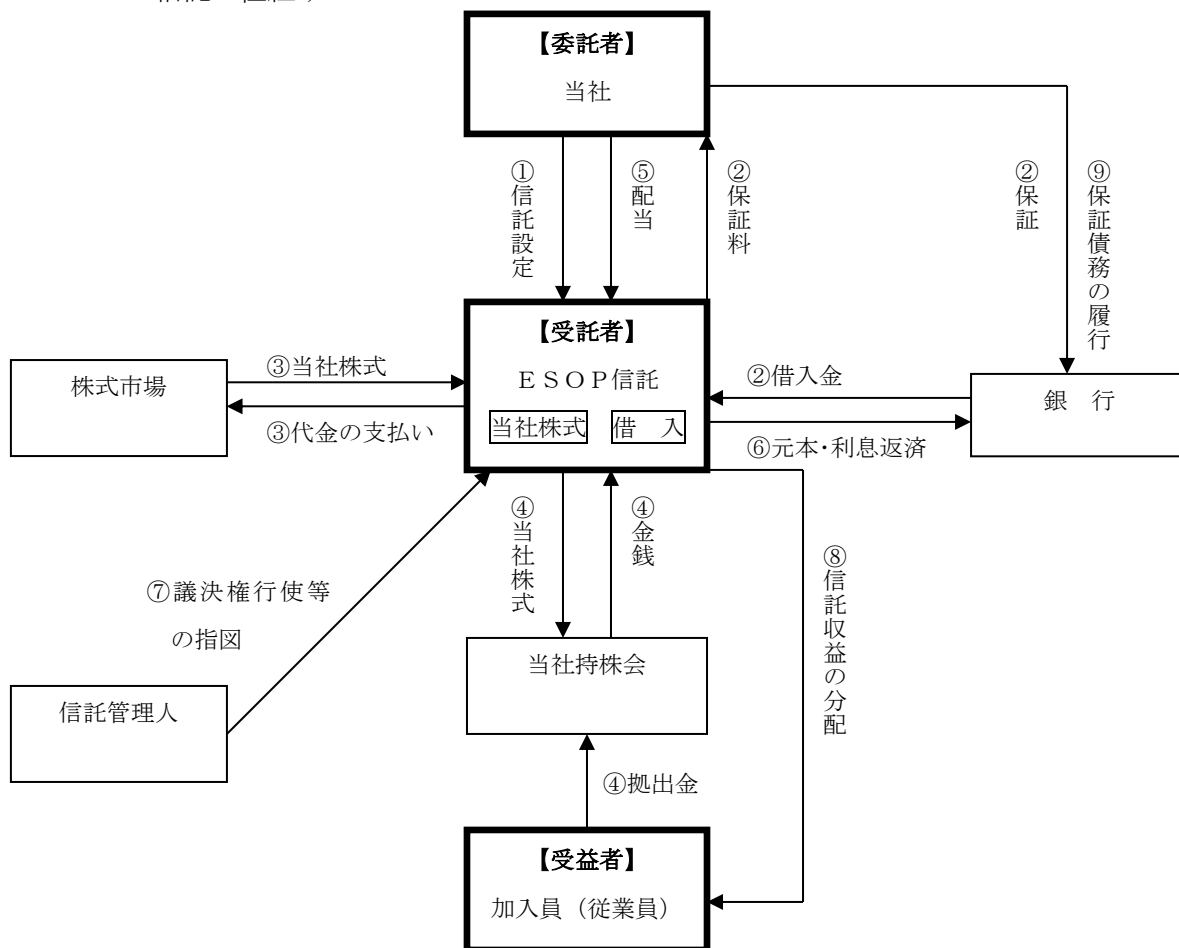 【委託者】
当社
①信託設定
⑤配当
②保証料
②保証
⑨保証債務の履行
【受託者】
ＥＳＯＰ信託
当社株式
借　入
株式市場
③当社株式
③代金の支払い
②借入金
⑥元本・利息返済
銀　行
④当社株式
④金銭
⑧信託収益の分配
⑦議決権行使等
の指図
当社持株会
信託管理人
④拠出金
【受益者】
加入員（従業員）